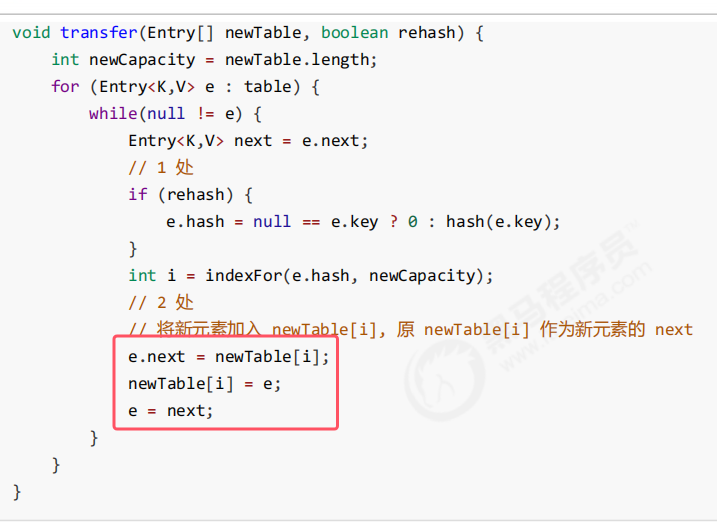 void transfer(Entry[] newTable, boolean rehash) {
    int newCapacity = newTable.length;
    for (Entry<K,V> e : table) {
        while(null != e) {
            Entry<K,V> next = e.next;
            // 1 处
            if (rehash) {
                e.hash = null == e.key ? 0 : hash(e.key);
            }
            int i = indexFor(e.hash, newCapacity);
            // 2 处
            // 将新元素加入 newTable[i], 原 newTable[i] 作为新元素的 next
            e.next = newTable[i];
            newTable[i] = e;
            e = next;
        }
    }
}
黑马程序员